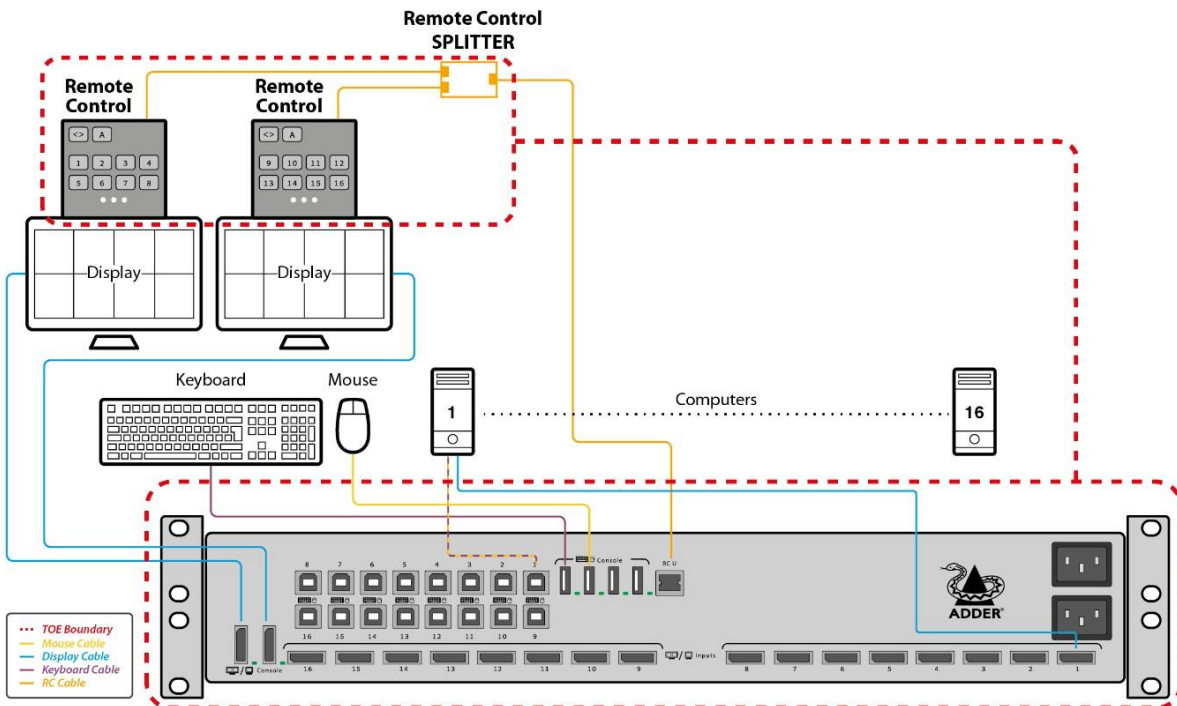 Remote Control
SPLITTER
Remote
Control
Remote
Control
<> A
1 2 3 4
5 6 7 8
<> A
9 10 11 12
13 14 15 16
Display
Display
Keyboard
Mouse
1
Computers
16
8 7 6 5 4 3 2 1
Console
RC U
ADDER®
16 15 14 13 12 11 10 9
Console
16 15 14 13 12 11 10 9
Inputs
8 7 6 5 4 3 2 1
TOE Boundary
Mouse Cable
Display Cable
Keyboard Cable
RC Cable